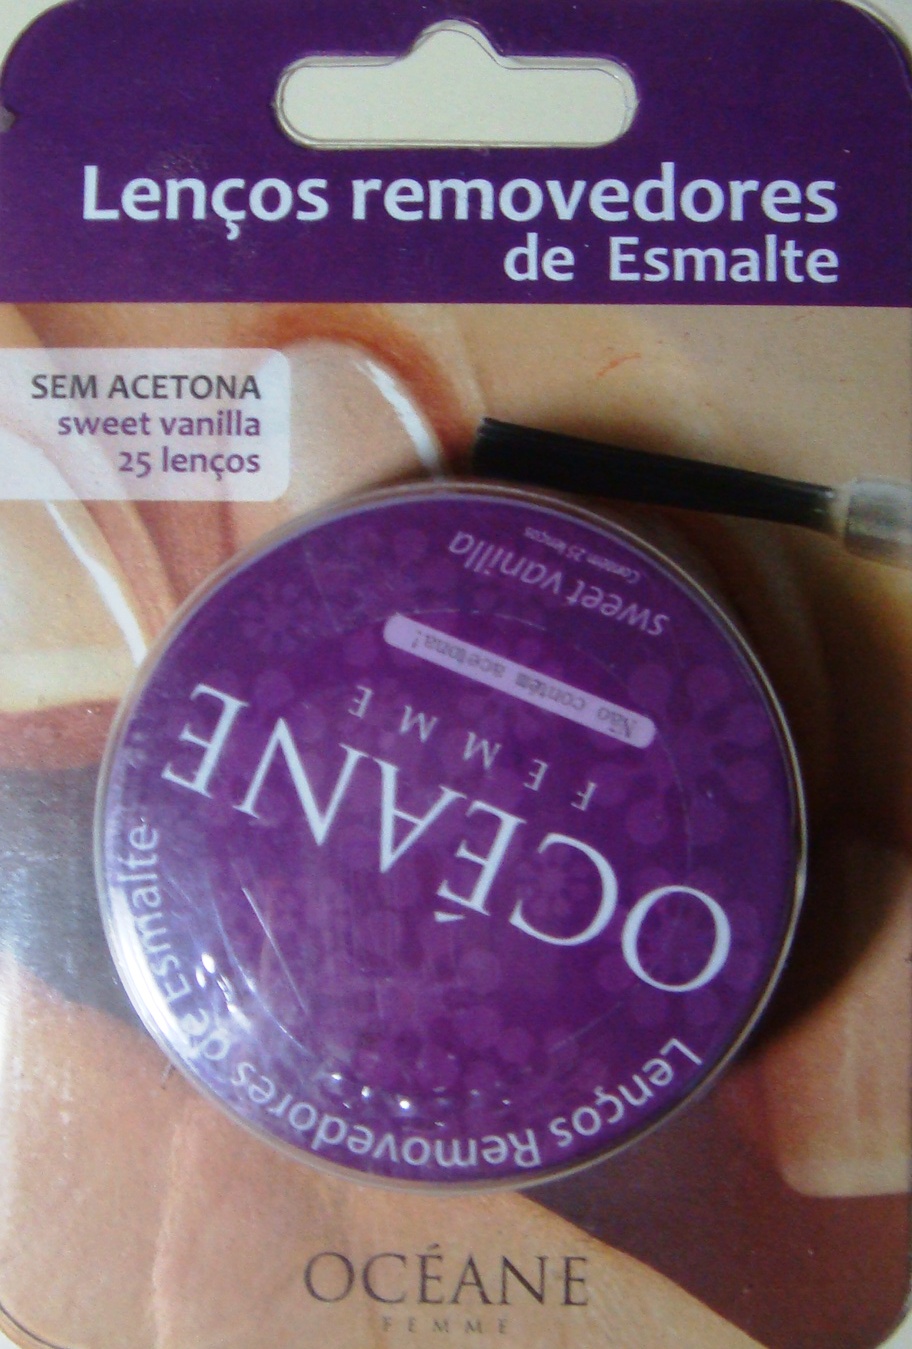 Lenços removedores
de Esmalte
SEM ACETONA
sweet vanilla
25 lenços
Lenços Removedores de Esmalte
OCÉANE
FEMME
Não contém acetona!
sweet vanilla
Contém 25 lenços
OCÉANE
FEMME